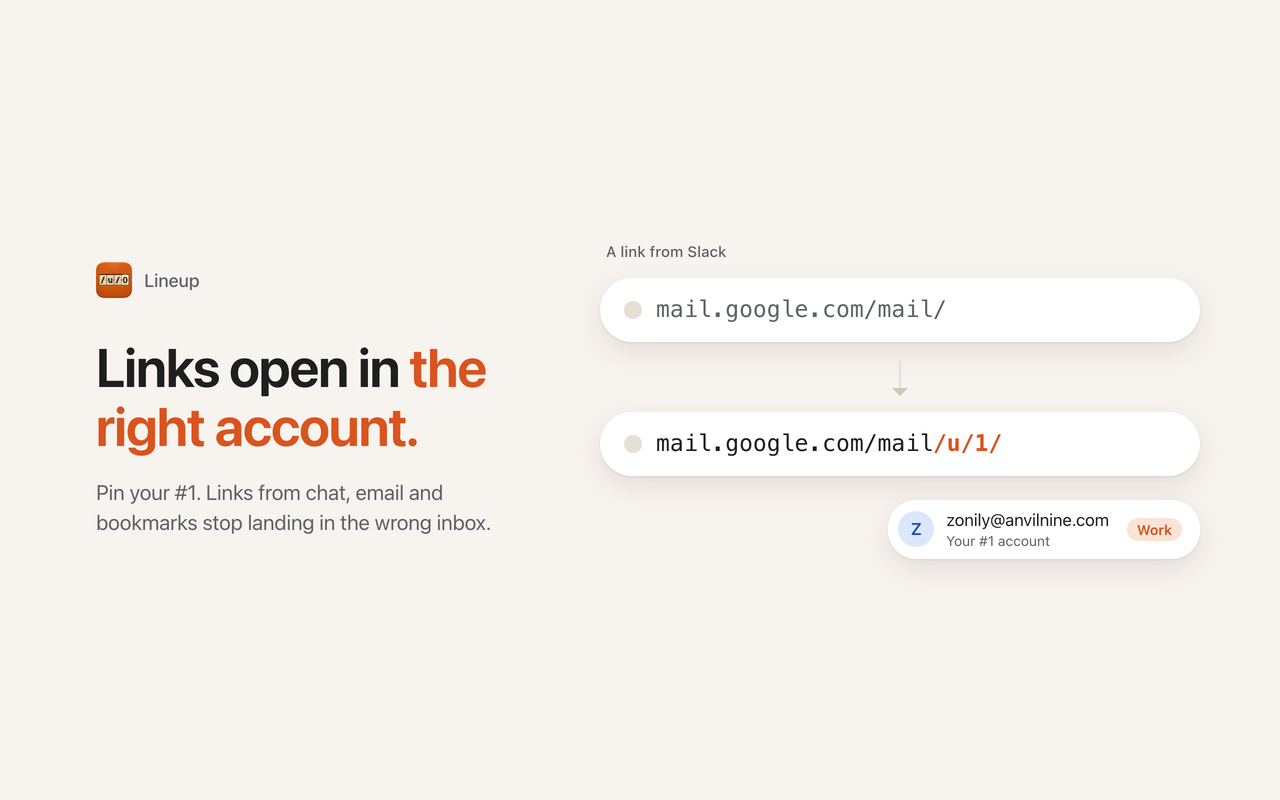 /u/0
Lineup
Links open in the
right account.
Pin your #1. Links from chat, email and
bookmarks stop landing in the wrong inbox.
A link from Slack
mail.google.com/mail/
mail.google.com/mail/u/1/
Z
zonily@anvilnine.com
Your #1 account
Work